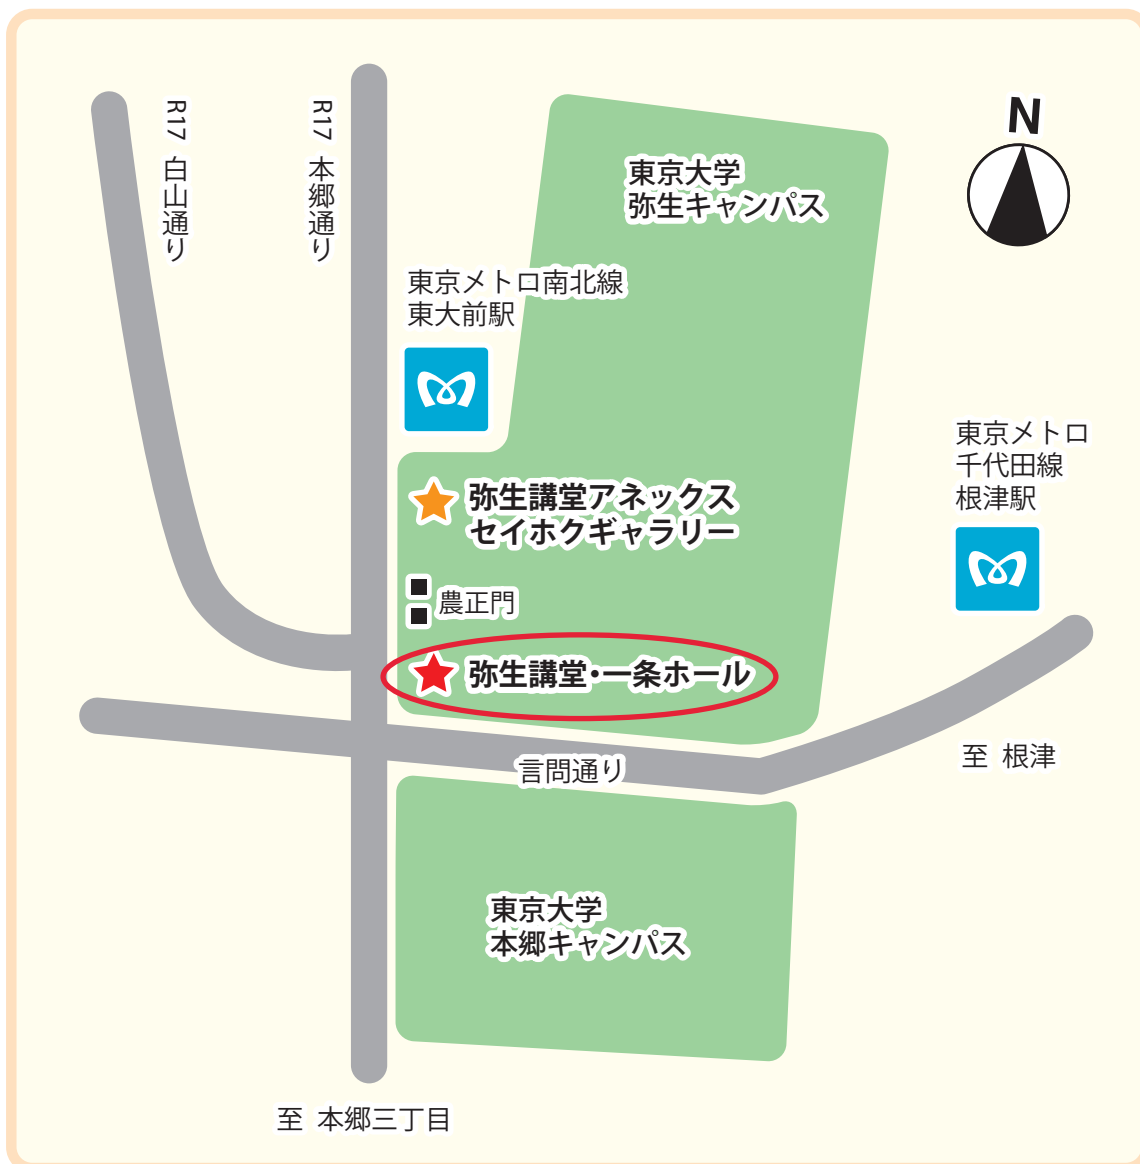 N
R17 白山通り
R17 本郷通り
東京大学
弥生キャンパス
東京メトロ南北線
東大前駅
東京メトロ
千代田線
根津駅
弥生講堂アネックス
セイホクギャラリー
農正門
弥生講堂・一条ホール
言問通り
至 根津
東京大学
本郷キャンパス
至 本郷三丁目